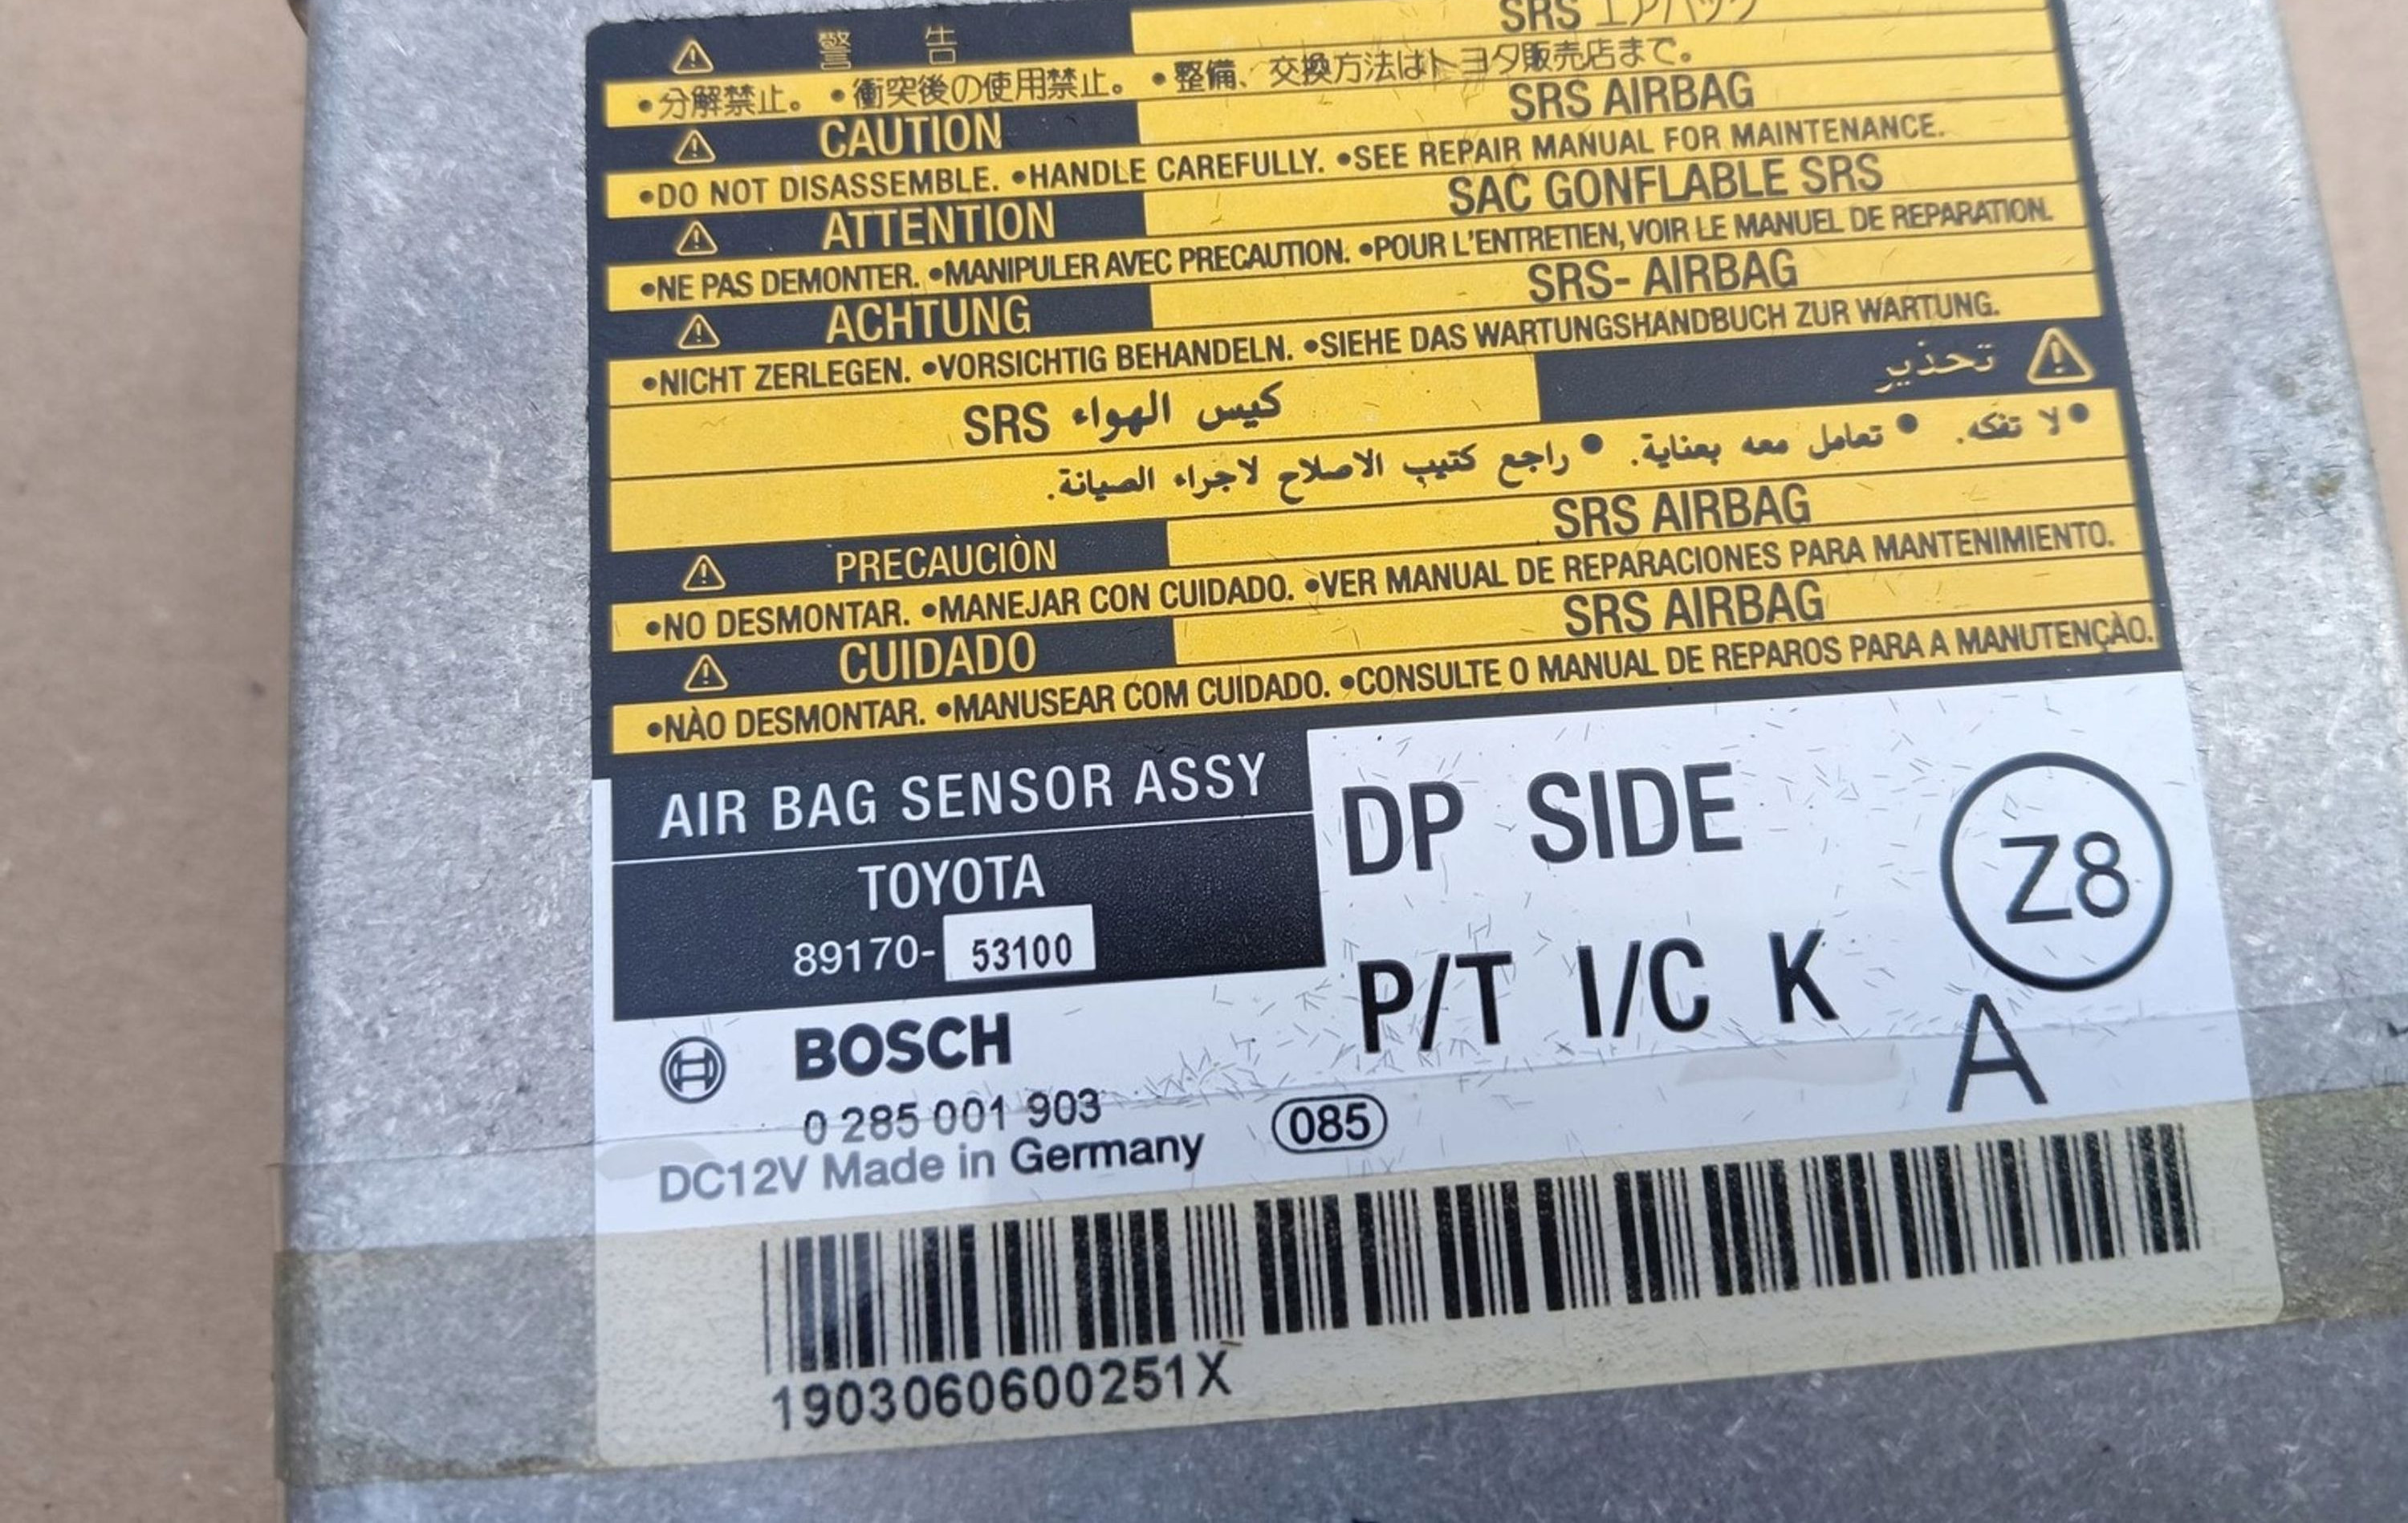 警 告 SRS エアバッグ
•分解禁止。 •衝突後の使用禁止。 •整備、交換方法はトヨタ販売店まで。
CAUTION SRS AIRBAG
•DO NOT DISASSEMBLE. •HANDLE CAREFULLY. •SEE REPAIR MANUAL FOR MAINTENANCE.
ATTENTION SAC GONFLABLE SRS
•NE PAS DEMONTER. •MANIPULER AVEC PRECAUTION. •POUR L'ENTRETIEN, VOIR LE MANUEL DE REPARATION.
ACHTUNG SRS- AIRBAG
•NICHT ZERLEGEN. •VORSICHTIG BEHANDELN. •SIEHE DAS WARTUNGSHANDBUCH ZUR WARTUNG.
تحذير
كيس الهواء SRS
•لا تفكه. • تعامل معه بعناية. • راجع كتيب الاصلاح لاجراء الصيانة.
PRECAUCIÒN SRS AIRBAG
•NO DESMONTAR. •MANEJAR CON CUIDADO. •VER MANUAL DE REPARACIONES PARA MANTENIMIENTO.
CUIDADO SRS AIRBAG
•NÀO DESMONTAR. •MANUSEAR COM CUIDADO. •CONSULTE O MANUAL DE REPAROS PARA A MANUTENÇÀO.
AIR BAG SENSOR ASSY
TOYOTA
89170- 53100
DP SIDE
P/T I/C K
Z8
A
BOSCH
0 285 001 903
DC12V Made in Germany
085
1903060600251X